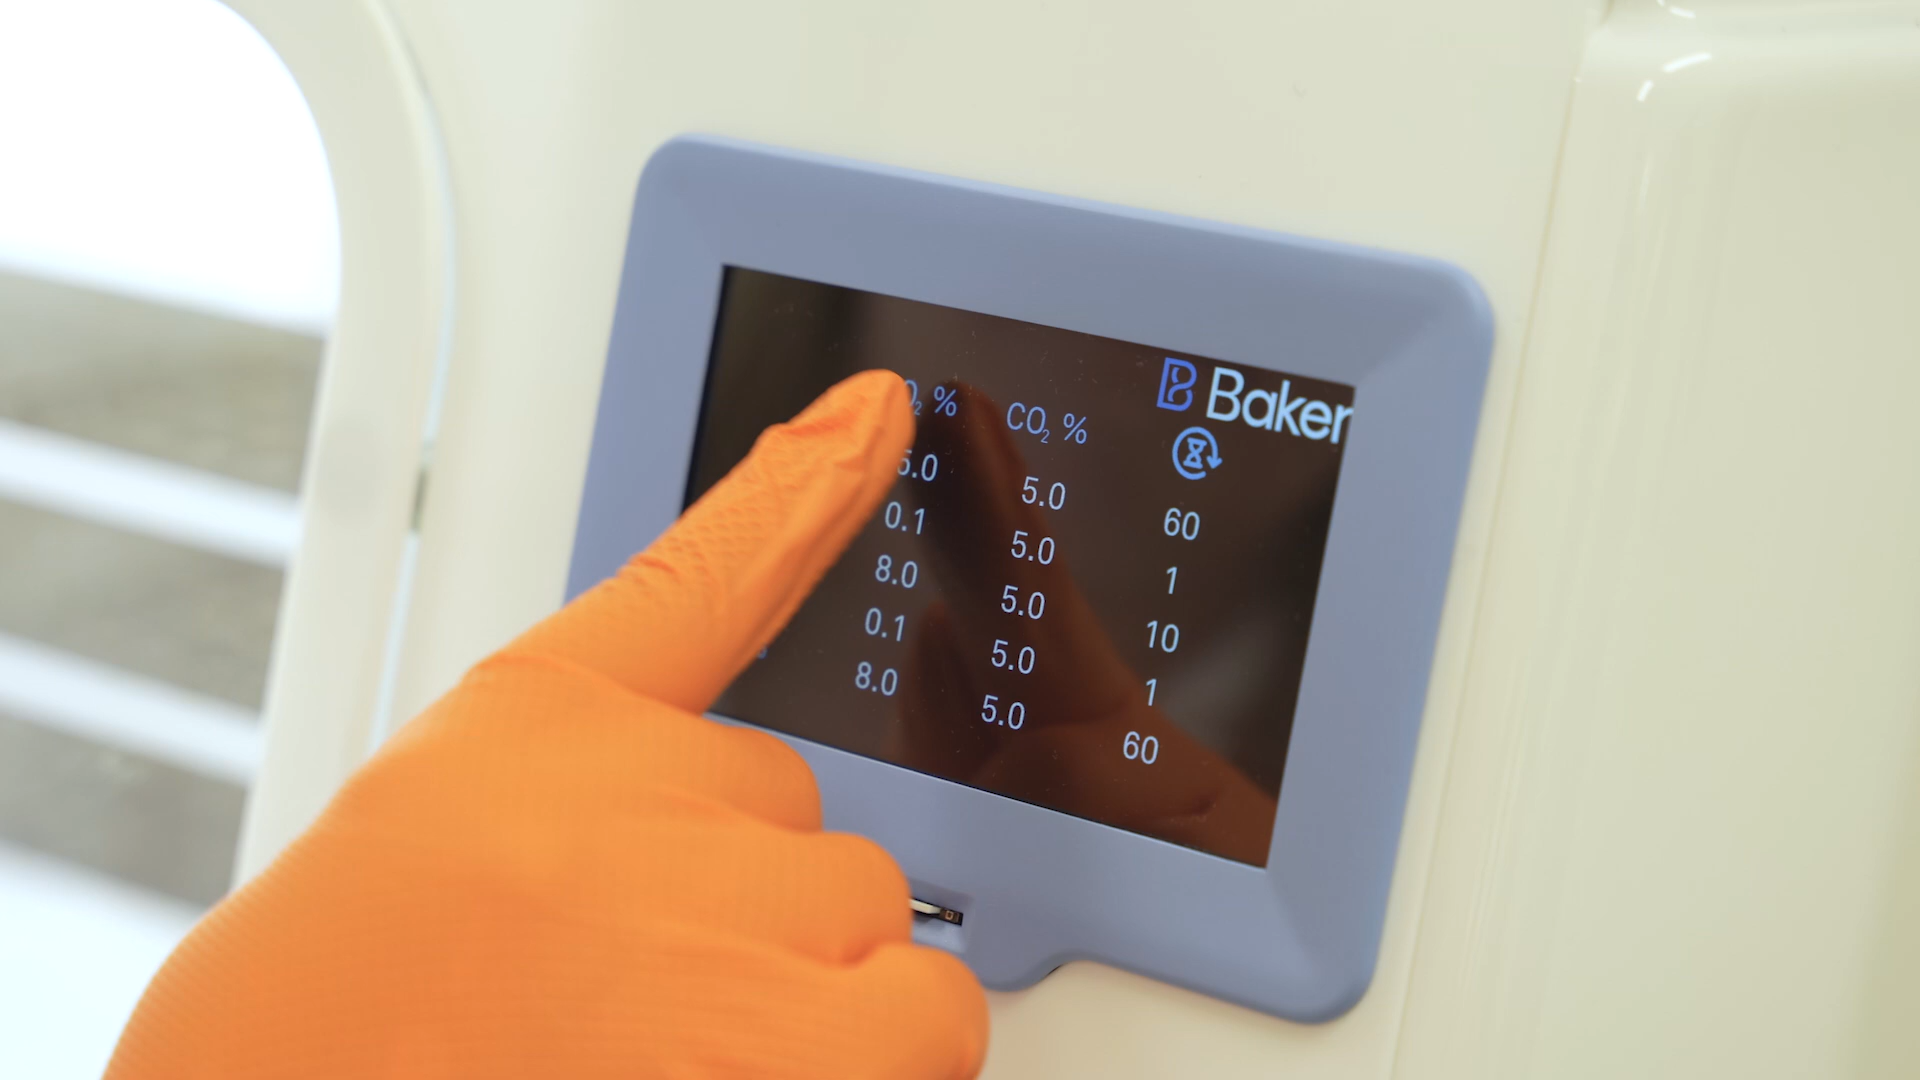 Baker
O₂ % CO₂ %
5.0 5.0 60
0.1 5.0 1
8.0 5.0 10
0.1 5.0 1
8.0 5.0 60